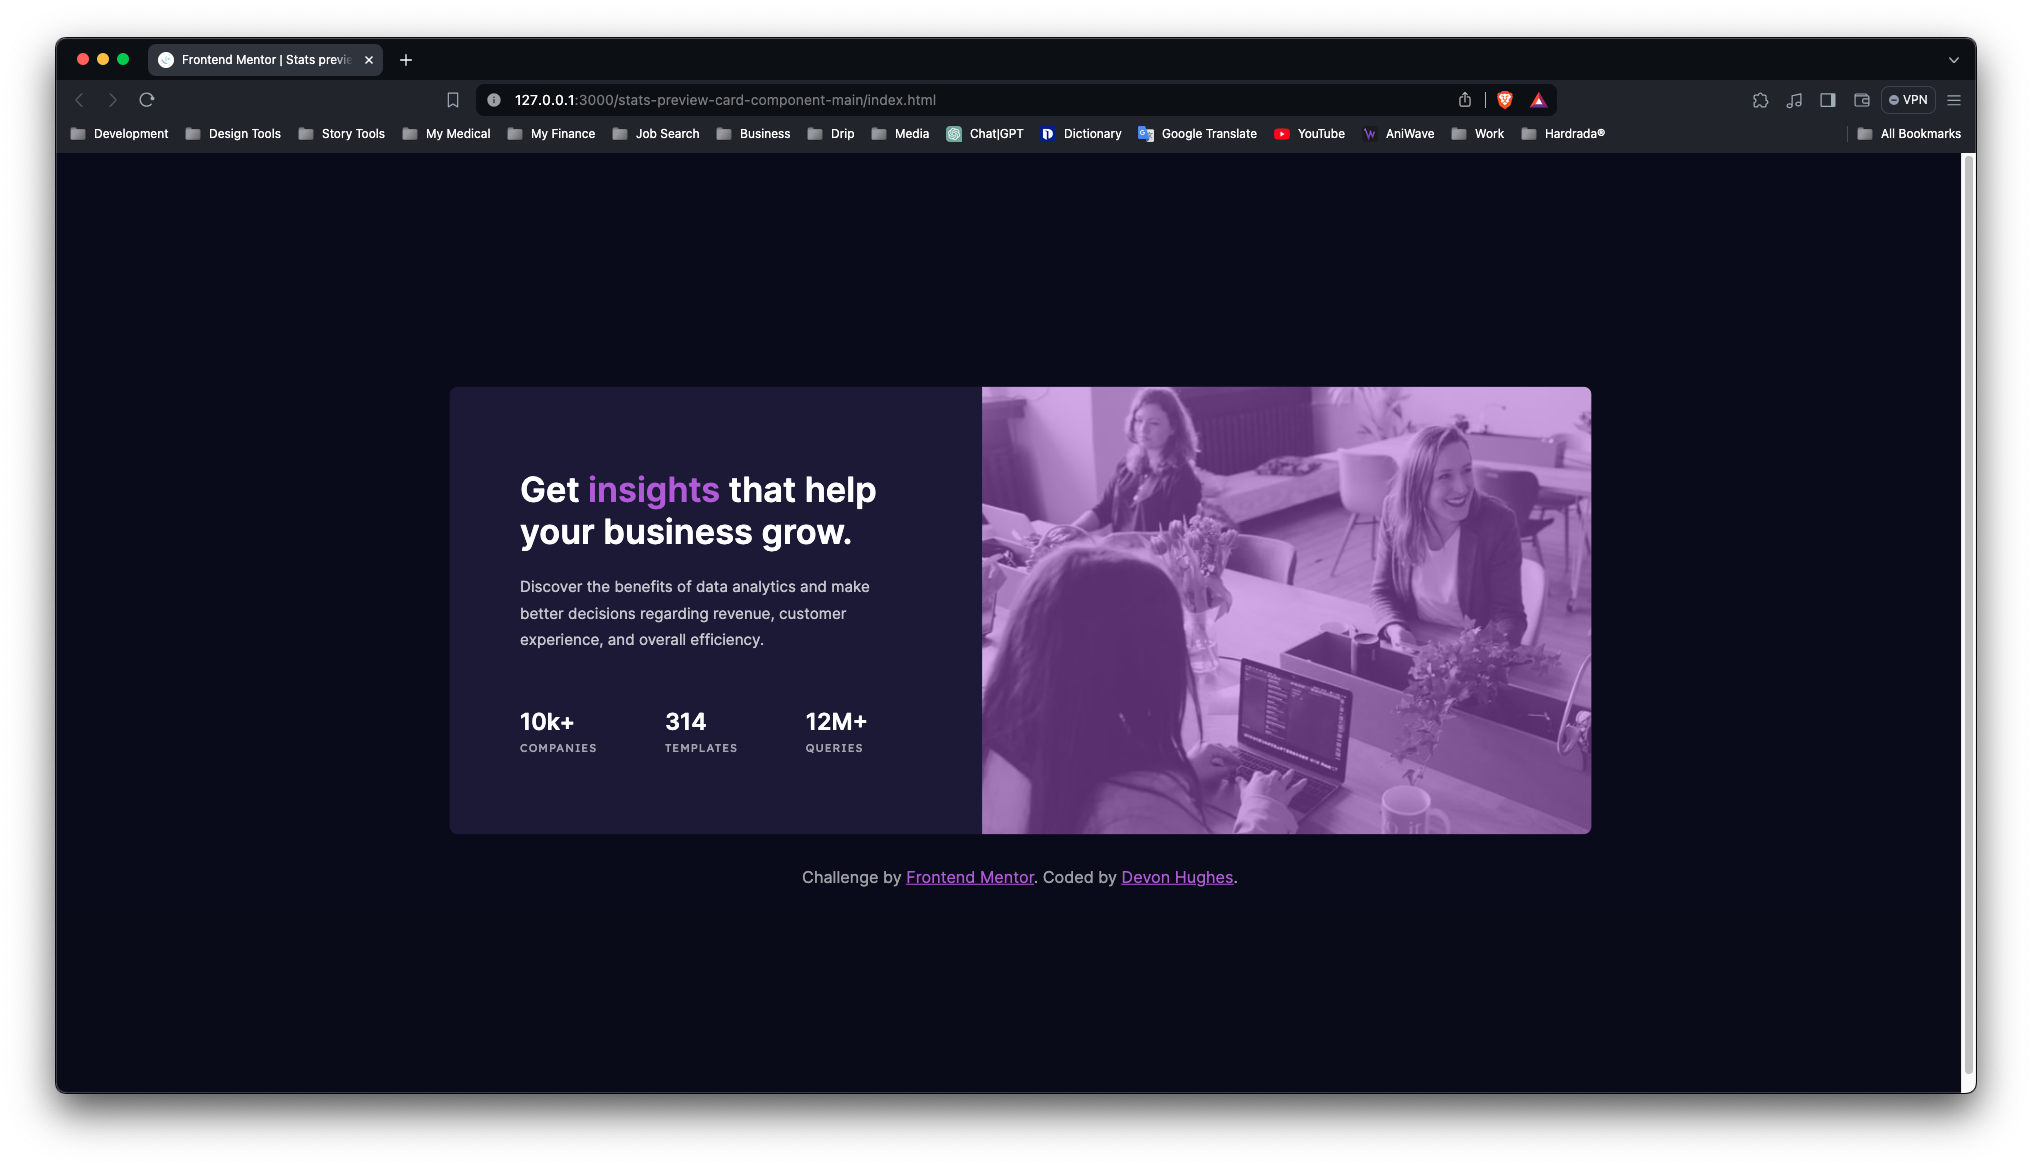 Frontend Mentor | Stats previe
127.0.0.1:3000/stats-preview-card-component-main/index.html
VPN
Development Design Tools Story Tools My Medical My Finance Job Search Business Drip Media Chat|GPT Dictionary Google Translate YouTube AniWave Work Hardrada® All Bookmarks
Get insights that help
your business grow.
Discover the benefits of data analytics and make
better decisions regarding revenue, customer
experience, and overall efficiency.
10k+ 314 12M+
COMPANIES TEMPLATES QUERIES
Challenge by Frontend Mentor. Coded by Devon Hughes.